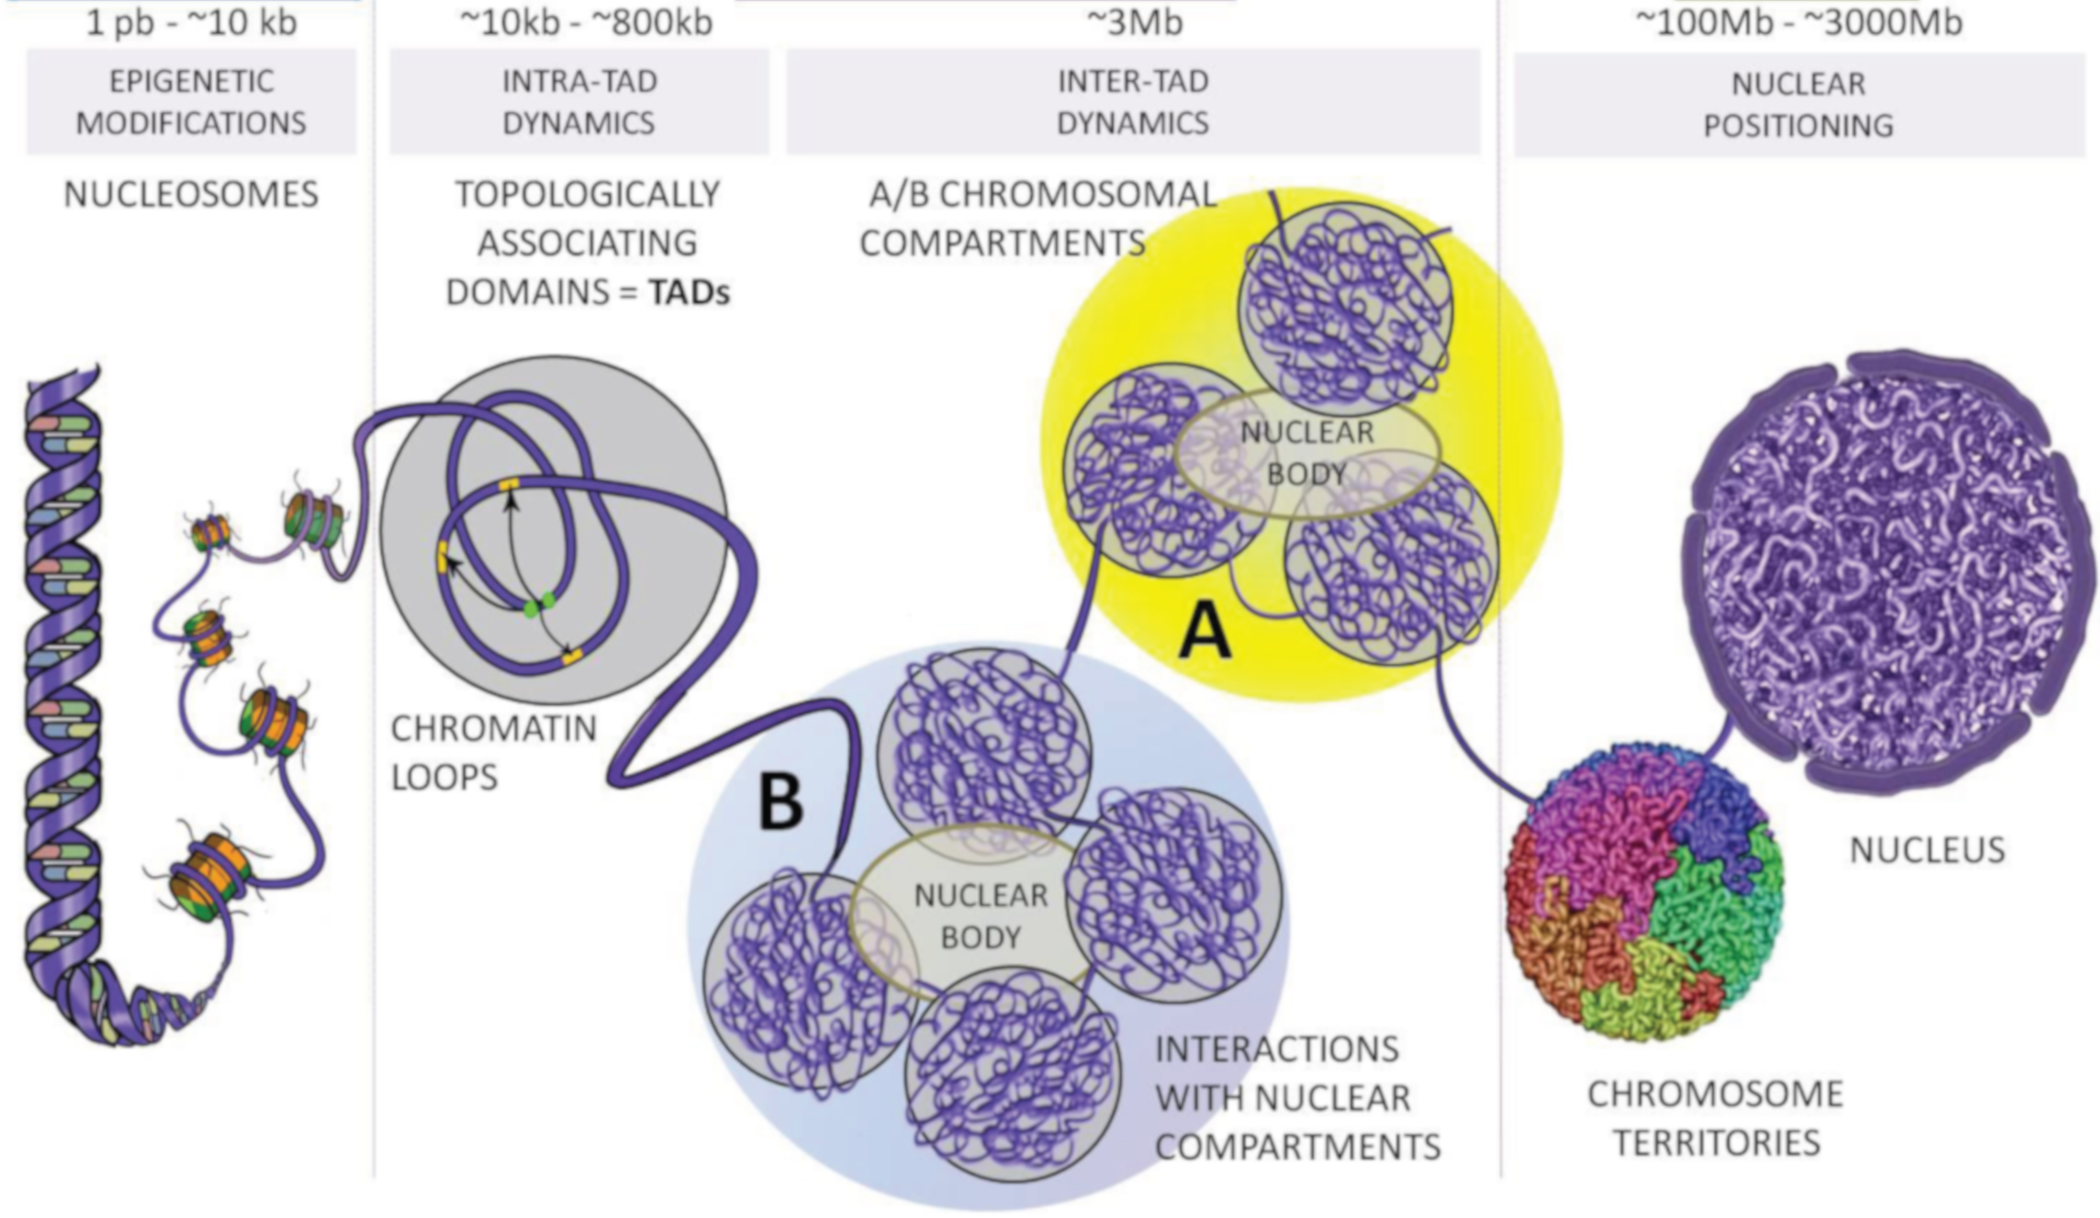 1 pb - ~10 kb
EPIGENETIC
MODIFICATIONS
NUCLEOSOMES
~10kb - ~800kb
INTRA-TAD
DYNAMICS
TOPOLOGICALLY
ASSOCIATING
DOMAINS = TADs
CHROMATIN
LOOPS
~3Mb
INTER-TAD
DYNAMICS
A/B CHROMOSOMAL
COMPARTMENTS
NUCLEAR
BODY
A
B
NUCLEAR
BODY
INTERACTIONS
WITH NUCLEAR
COMPARTMENTS
~100Mb - ~3000Mb
NUCLEAR
POSITIONING
NUCLEUS
CHROMOSOME
TERRITORIES